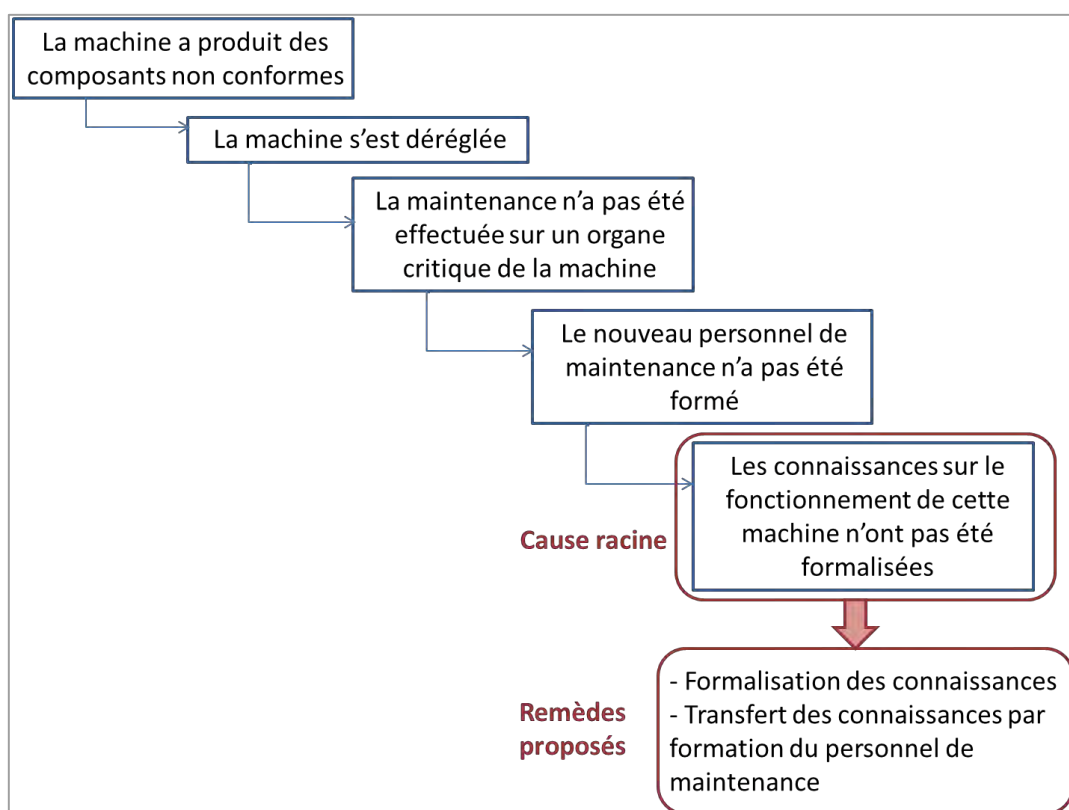 La machine a produit des
composants non conformes
La machine s'est déréglée
La maintenance n'a pas été
effectuée sur un organe
critique de la machine
Le nouveau personnel de
maintenance n'a pas été
formé
Les connaissances sur le
fonctionnement de cette
machine n'ont pas été
formalisées
Cause racine
- Formalisation des connaissances
- Transfert des connaissances par
formation du personnel de
maintenance
Remèdes
proposés